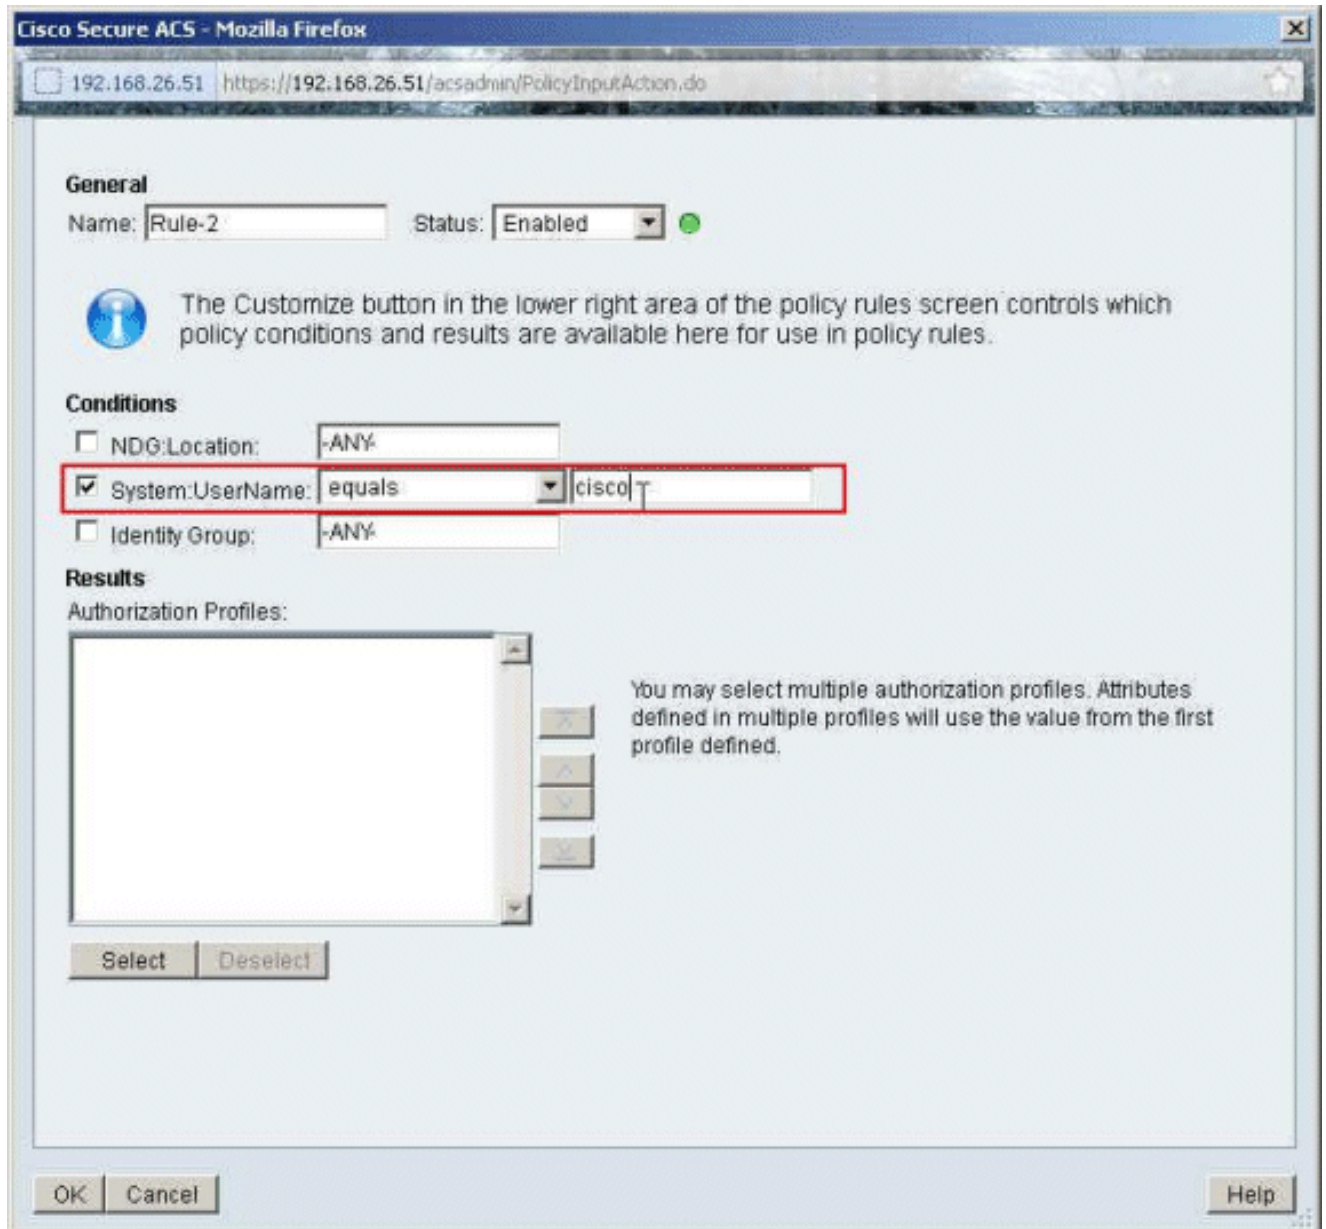 Cisco Secure ACS - Mozilla Firefox
192.168.26.51 https://192.168.26.51/acsadmin/PolicyInputAction.do
General
Name: Rule-2 Status: Enabled
The Customize button in the lower right area of the policy rules screen controls which
policy conditions and results are available here for use in policy rules.
Conditions
NDG:Location: -ANY-
System:UserName: equals cisco
Identity Group: -ANY-
Results
Authorization Profiles:
You may select multiple authorization profiles. Attributes
defined in multiple profiles will use the value from the first
profile defined.
Select Deselect
OK Cancel Help